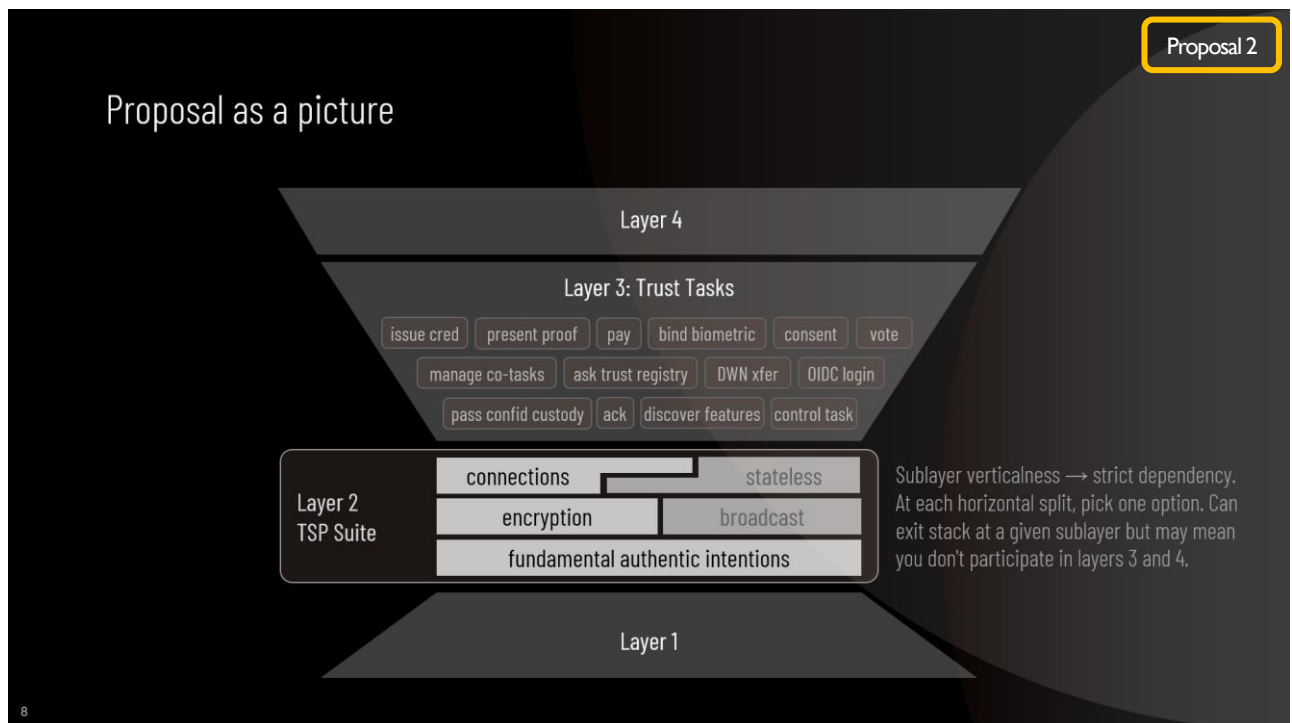 Proposal 2
Proposal as a picture
Layer 4
Layer 3: Trust Tasks
issue cred present proof pay bind biometric consent vote
manage co-tasks ask trust registry DWN xfer OIDC login
pass confid custody ack discover features control task
Layer 2
TSP Suite
connections stateless
encryption broadcast
fundamental authentic intentions
Sublayer verticalness → strict dependency.
At each horizontal split, pick one option. Can
exit stack at a given sublayer but may mean
you don't participate in layers 3 and 4.
Layer 1
8